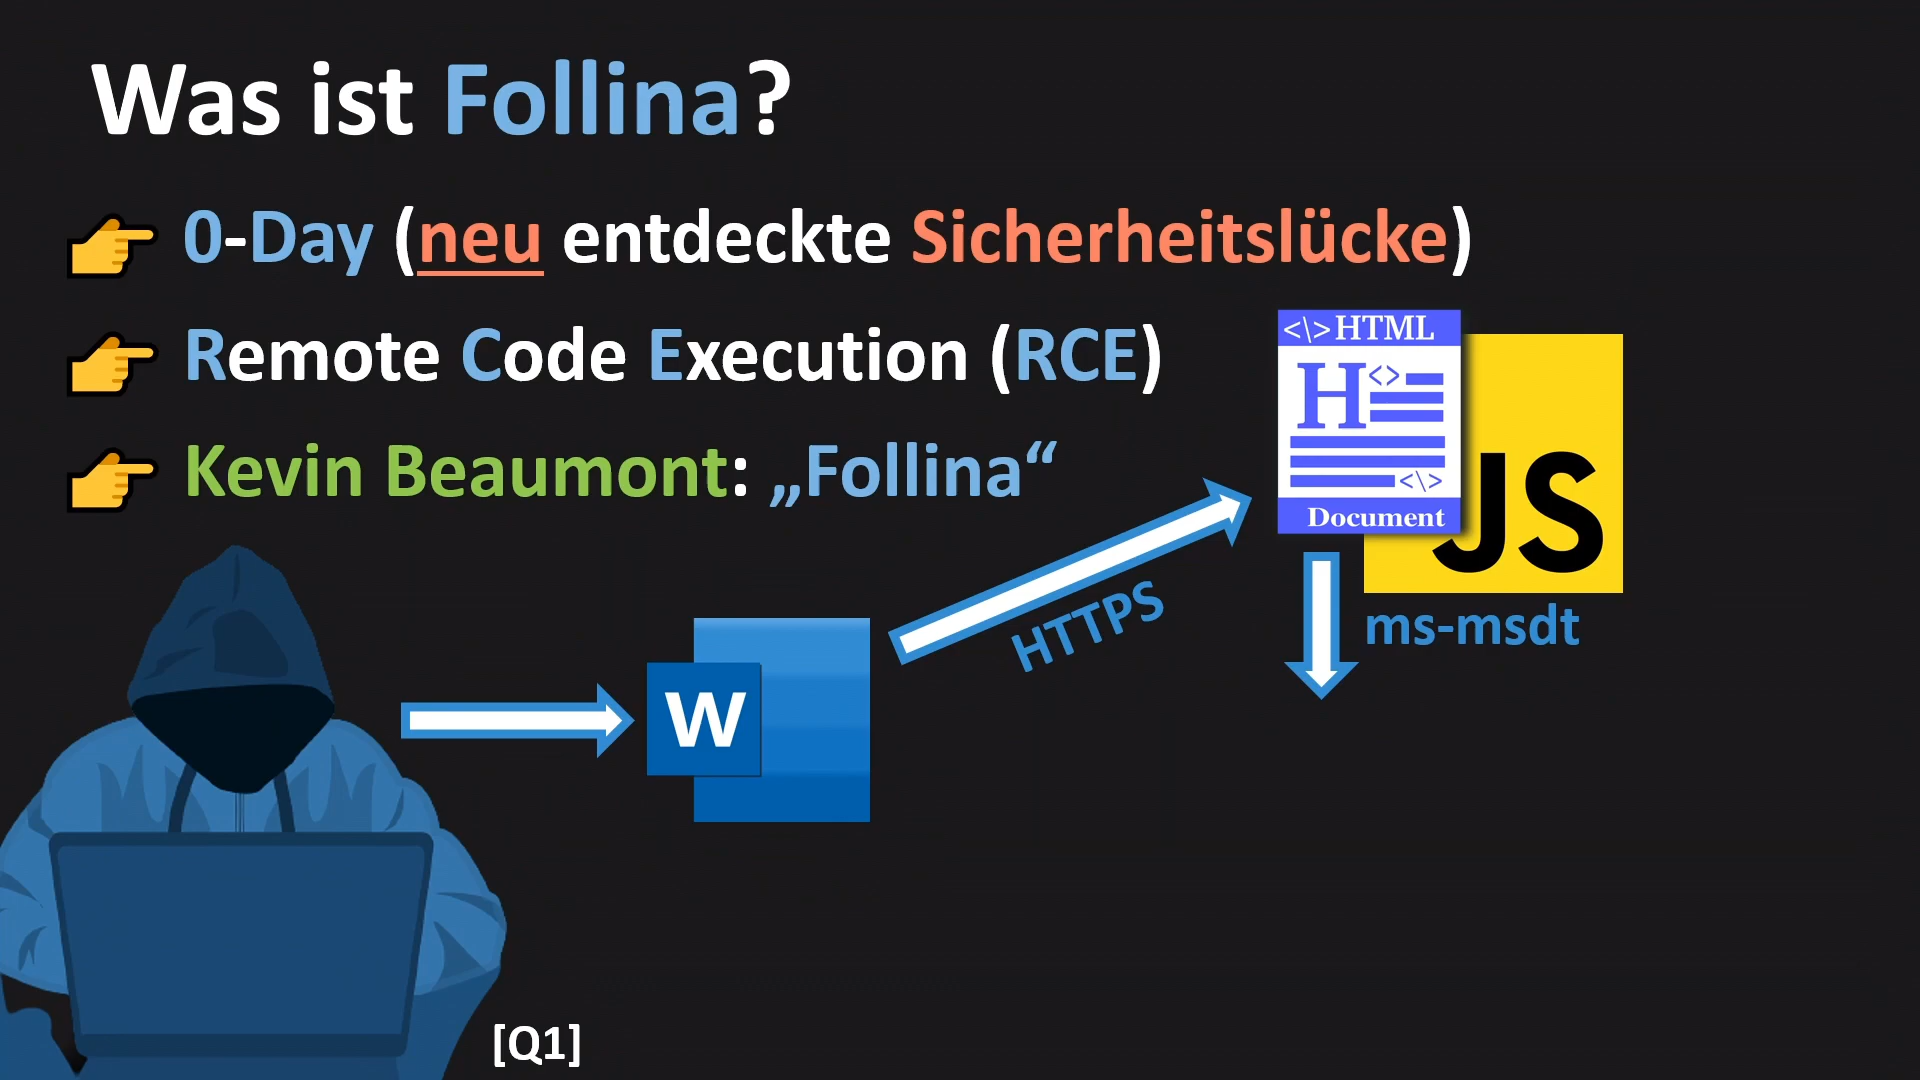 Was ist Follina?
0-Day (neu entdeckte Sicherheitslücke)
Remote Code Execution (RCE)
Kevin Beaumont: „Follina“
<\>HTML
H<>
<\>
Document
JS
HTTPS
ms-msdt
W
[Q1]